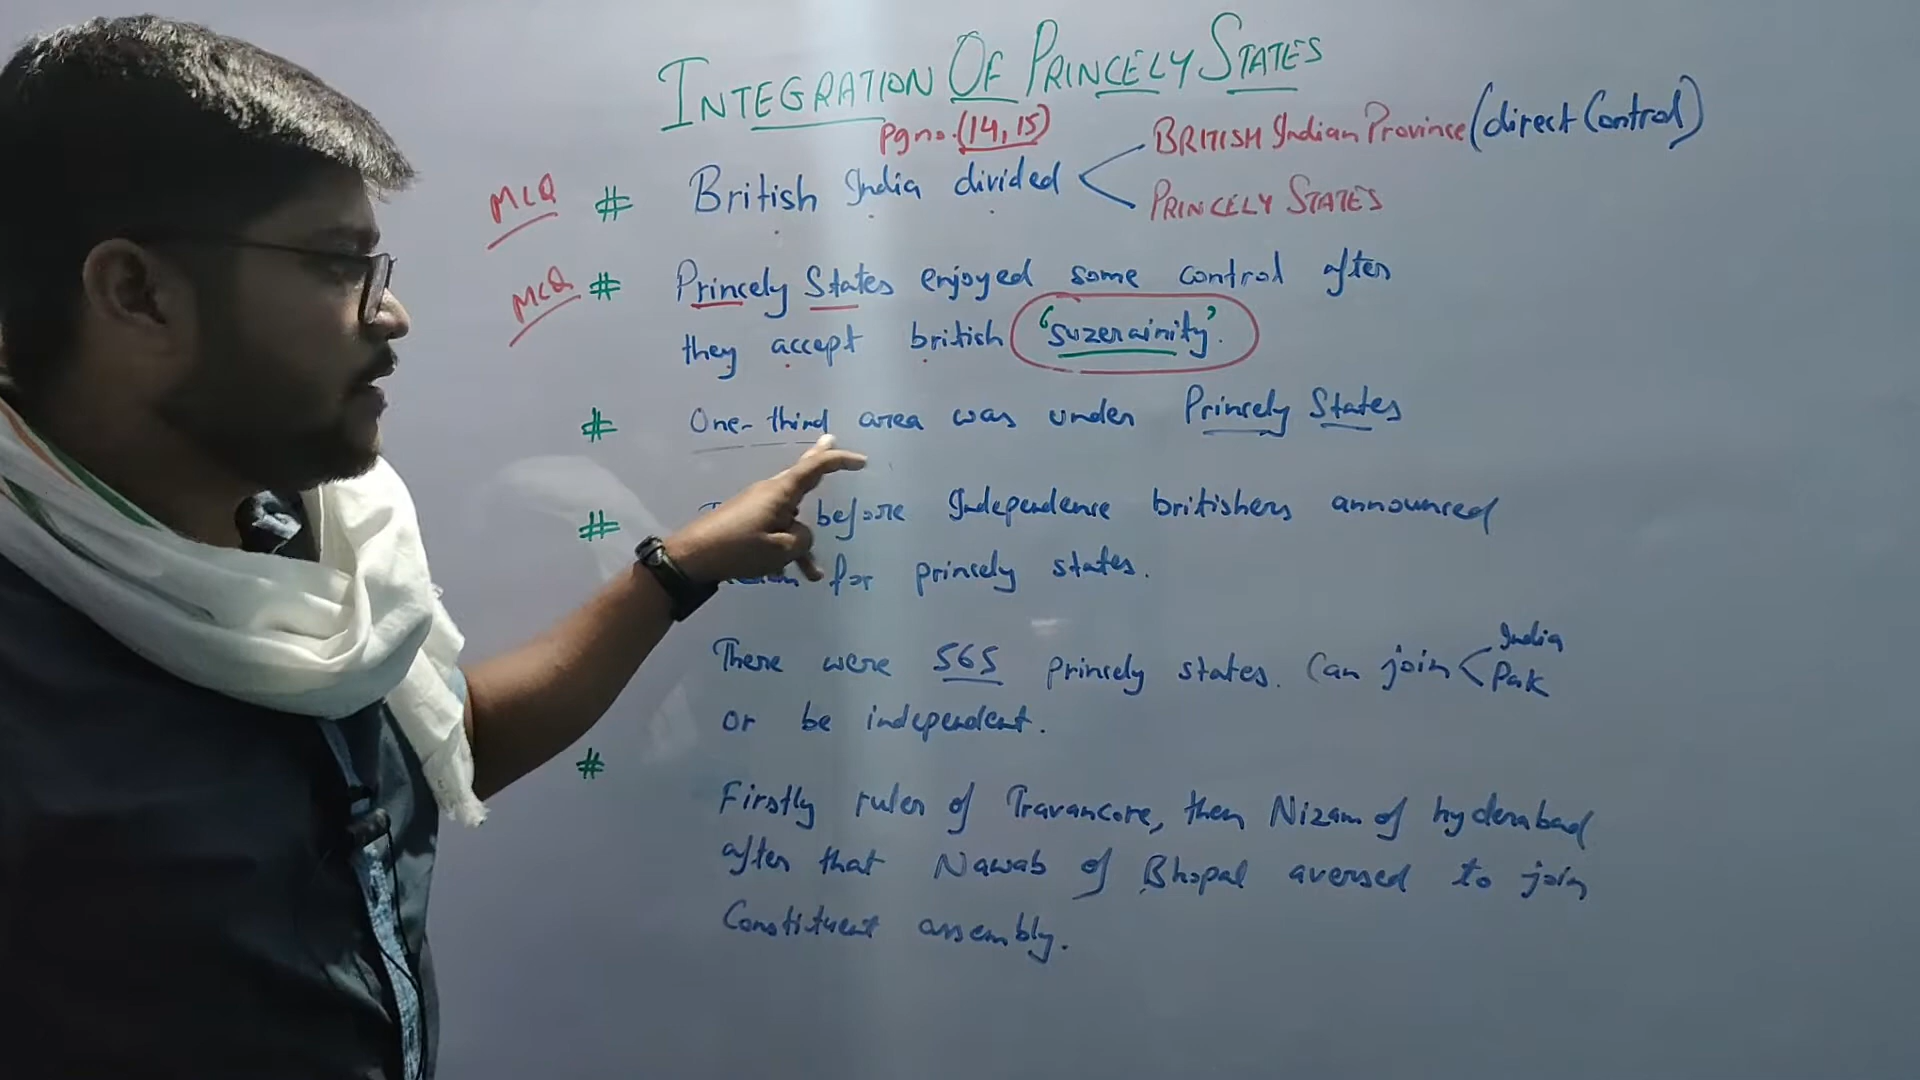 INTEGRATION OF PRINCELY STATES
Pg no. (14, 15)
BRITISH Indian Province (direct Control)
MCQ # British India divided
PRINCELY STATES
MCQ # Princely States enjoyed some control after
they accept british 'suzerainity'.
# One-third area was under Princely States
# before Independence britishers announced
for princely states.
There were 565 princely states. Can join India
Pak
or be independent.
#
Firstly ruler of Travancore, then Nizam of hyderabad
after that Nawab of Bhopal aversed to join
Constituent assembly.